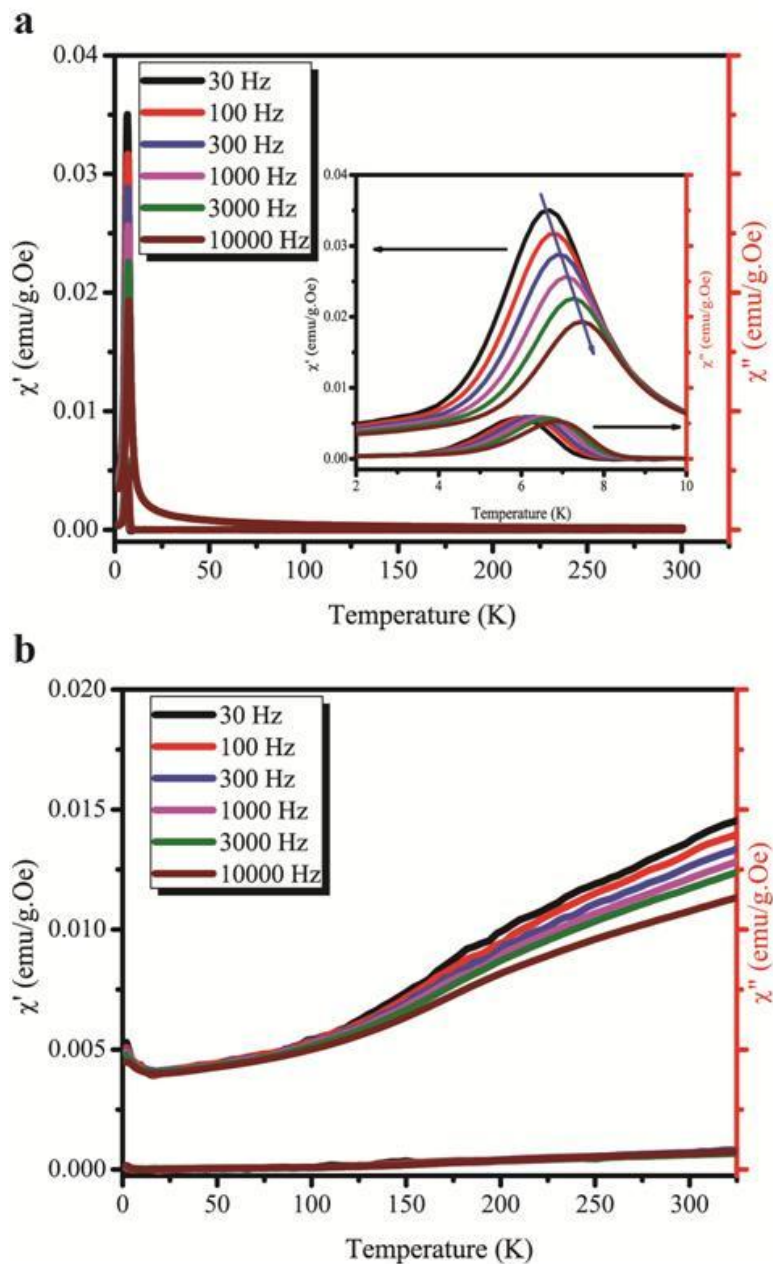 a
0.04
0.03
0.02
0.01
0.00
χ' (emu/g.Oe)
30 Hz
100 Hz
300 Hz
1000 Hz
3000 Hz
10000 Hz
0.04
0.03
0.01
0.01
0.00
χ' (emu/g.Oe)
2 4 6 8 10
Temperature (K)
χ" (emu/g.Oe)
χ" (emu/g.Oe)
0 50 100 150 200 250 300
Temperature (K)
b
0.020
0.015
0.010
0.005
0.000
χ' (emu/g.Oe)
30 Hz
100 Hz
300 Hz
1000 Hz
3000 Hz
10000 Hz
χ" (emu/g.Oe)
0 50 100 150 200 250 300
Temperature (K)